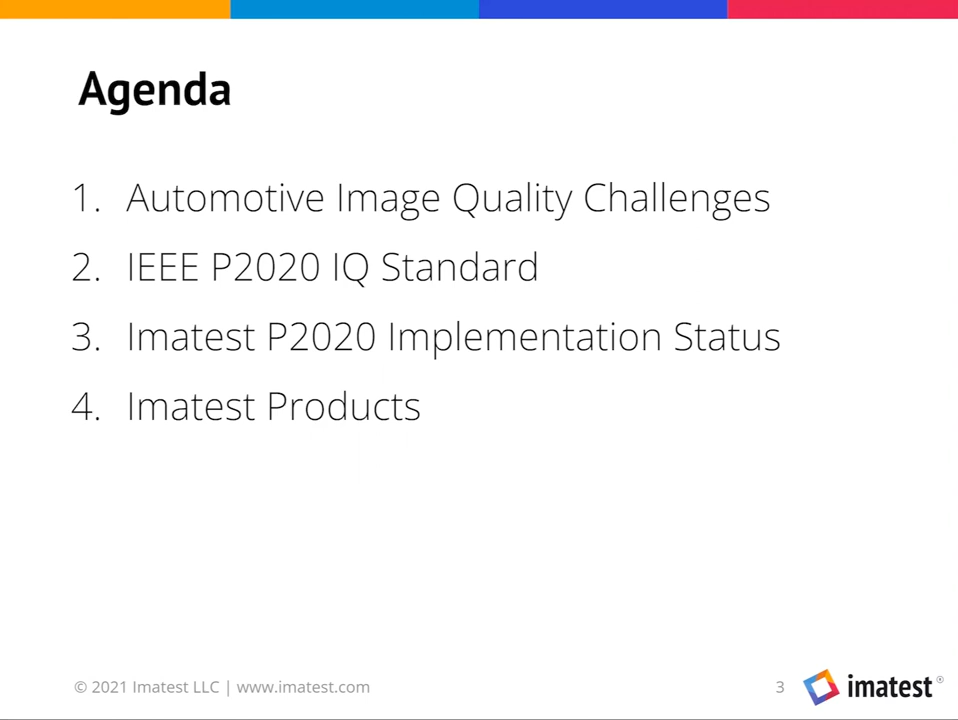 Agenda
1. Automotive Image Quality Challenges
2. IEEE P2020 IQ Standard
3. Imatest P2020 Implementation Status
4. Imatest Products
© 2021 Imatest LLC | www.imatest.com
3
imatest®